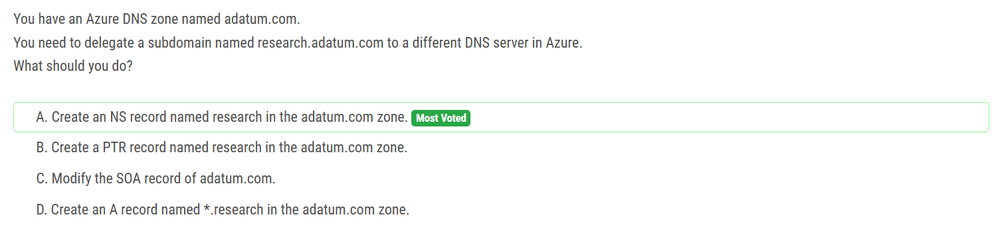 You have an Azure DNS zone named adatum.com.
You need to delegate a subdomain named research.adatum.com to a different DNS server in Azure.
What should you do?
A. Create an NS record named research in the adatum.com zone. Most Voted
B. Create a PTR record named research in the adatum.com zone.
C. Modify the SOA record of adatum.com.
D. Create an A record named *.research in the adatum.com zone.